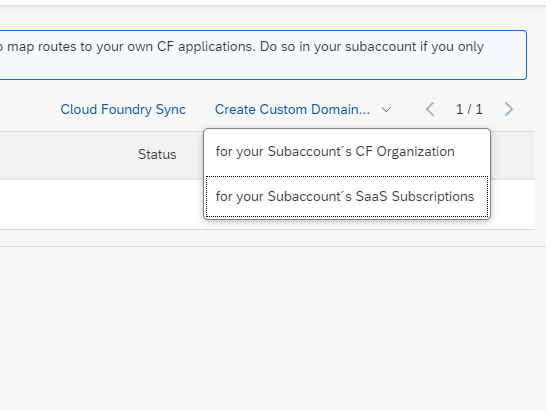 map routes to your own CF applications. Do so in your subaccount if you only
Cloud Foundry Sync Create Custom Domain... 1 / 1
Status
for your Subaccount´s CF Organization
for your Subaccount´s SaaS Subscriptions